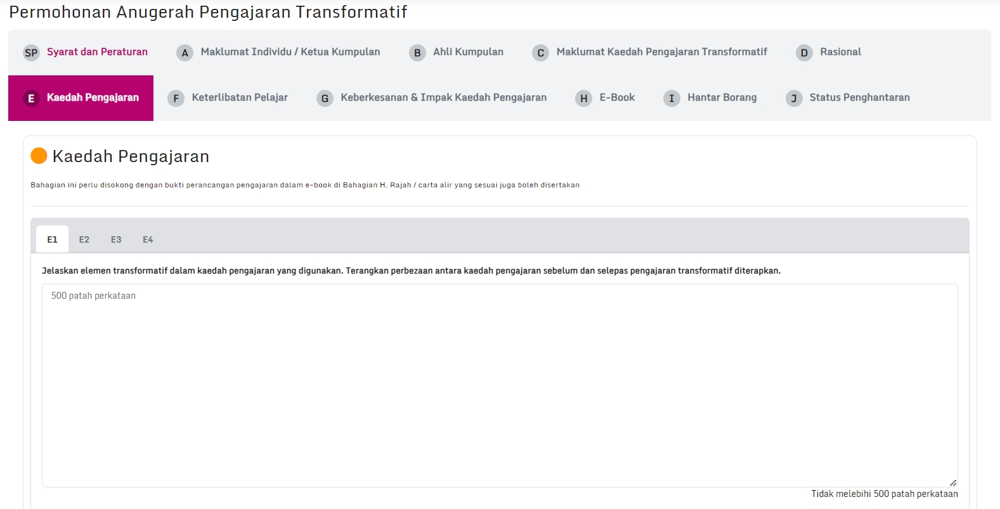 Permohonan Anugerah Pengajaran Transformatif
SP Syarat dan Peraturan A Maklumat Individu / Ketua Kumpulan B Ahli Kumpulan C Maklumat Kaedah Pengajaran Transformatif D Rasional
E Kaedah Pengajaran F Keterlibatan Pelajar G Keberkesanan & Impak Kaedah Pengajaran H E-Book I Hantar Borang J Status Penghantaran
Kaedah Pengajaran
Bahagian ini perlu disokong dengan bukti perancangan pengajaran dalam e-book di Bahagian H. Rajah / carta alir yang sesuai juga boleh disertakan
E1 E2 E3 E4
Jelaskan elemen transformatif dalam kaedah pengajaran yang digunakan. Terangkan perbezaan antara kaedah pengajaran sebelum dan selepas pengajaran transformatif diterapkan.
500 patah perkataan
Tidak melebihi 500 patah perkataan